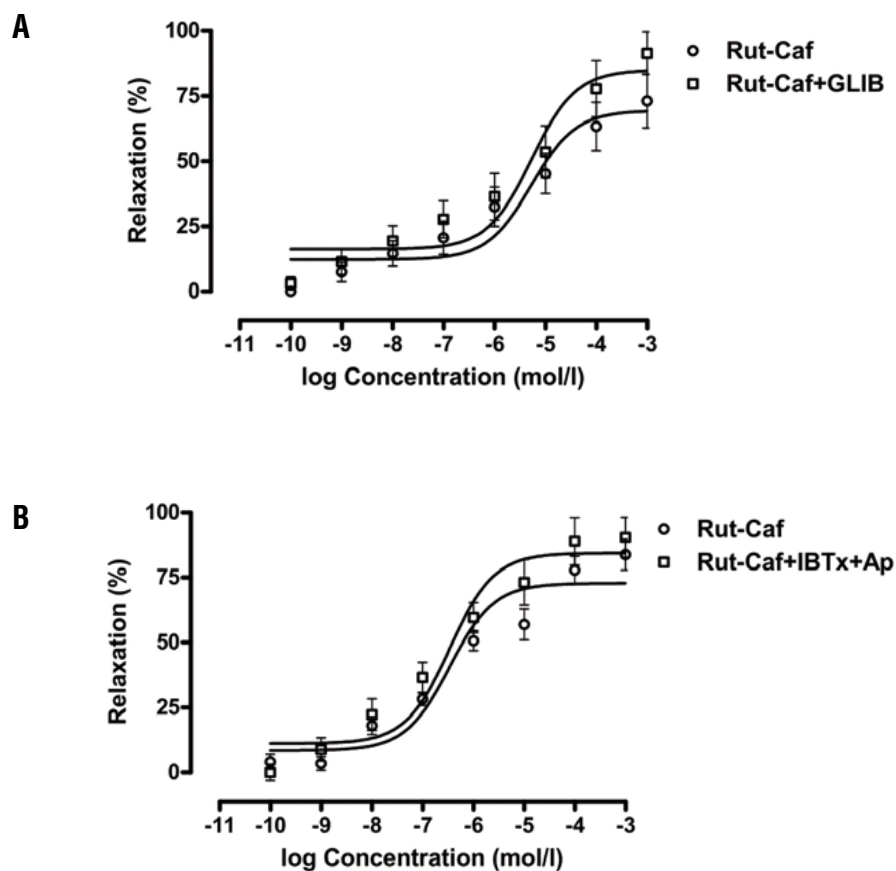 A
100
75
50
25
0
Relaxation (%)
-11 -10 -9 -8 -7 -6 -5 -4 -3
log Concentration (mol/l)
Rut-Caf
Rut-Caf+GLIB
B
100
75
50
25
0
Relaxation (%)
-11 -10 -9 -8 -7 -6 -5 -4 -3
log Concentration (mol/l)
Rut-Caf
Rut-Caf+IBTx+Ap